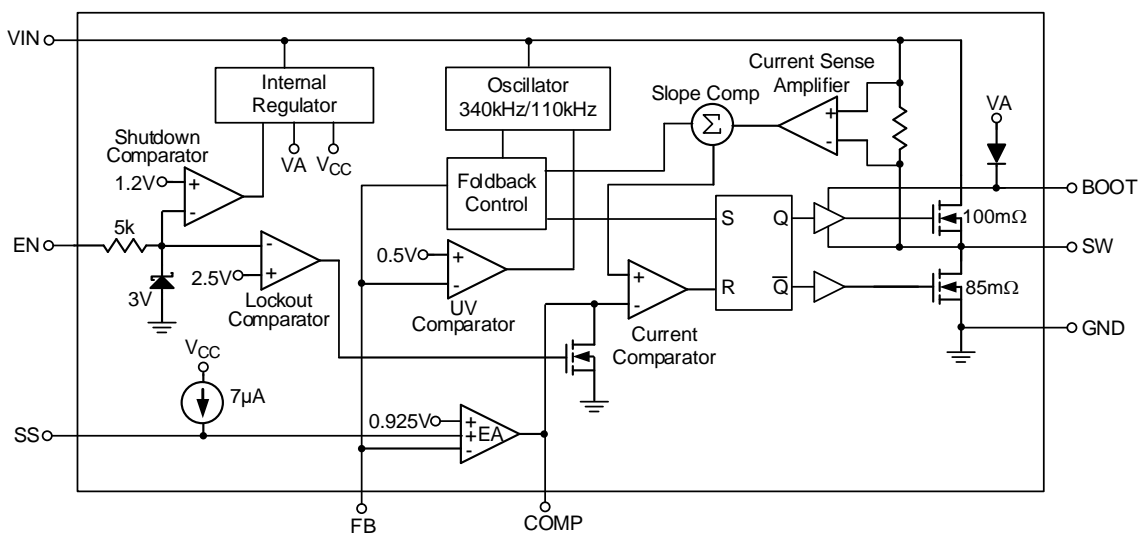 VIN
Internal
Regulator
Oscillator
340kHz/110kHz
Current Sense
Amplifier
Slope Comp
Σ
+
-
VA
Shutdown
Comparator
1.2V
+
-
VA
VCC
Foldback
Control
BOOT
S
Q
100mΩ
EN
5k
SW
0.5V
+
-
-
2.5V
+
3V
Lockout
Comparator
UV
Comparator
+
-
R
Q
85mΩ
Current
Comparator
GND
VCC
7µA
0.925V
+
+
EA
-
SS
FB
COMP